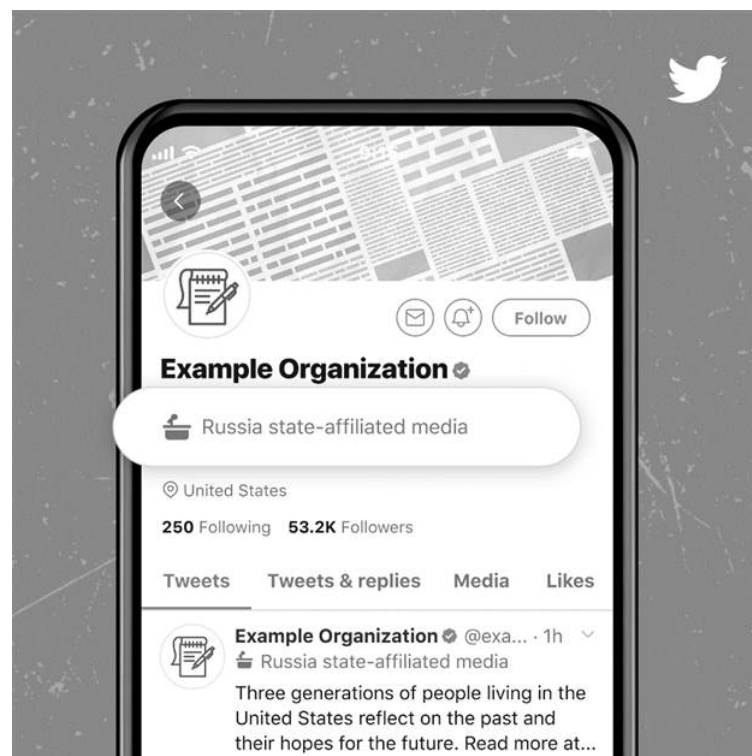 Follow
Example Organization
Russia state-affiliated media
United States
250 Following 53.2K Followers
Tweets Tweets & replies Media Likes
Example Organization @exa... · 1h
Russia state-affiliated media
Three generations of people living in the
United States reflect on the past and
their hopes for the future. Read more at...